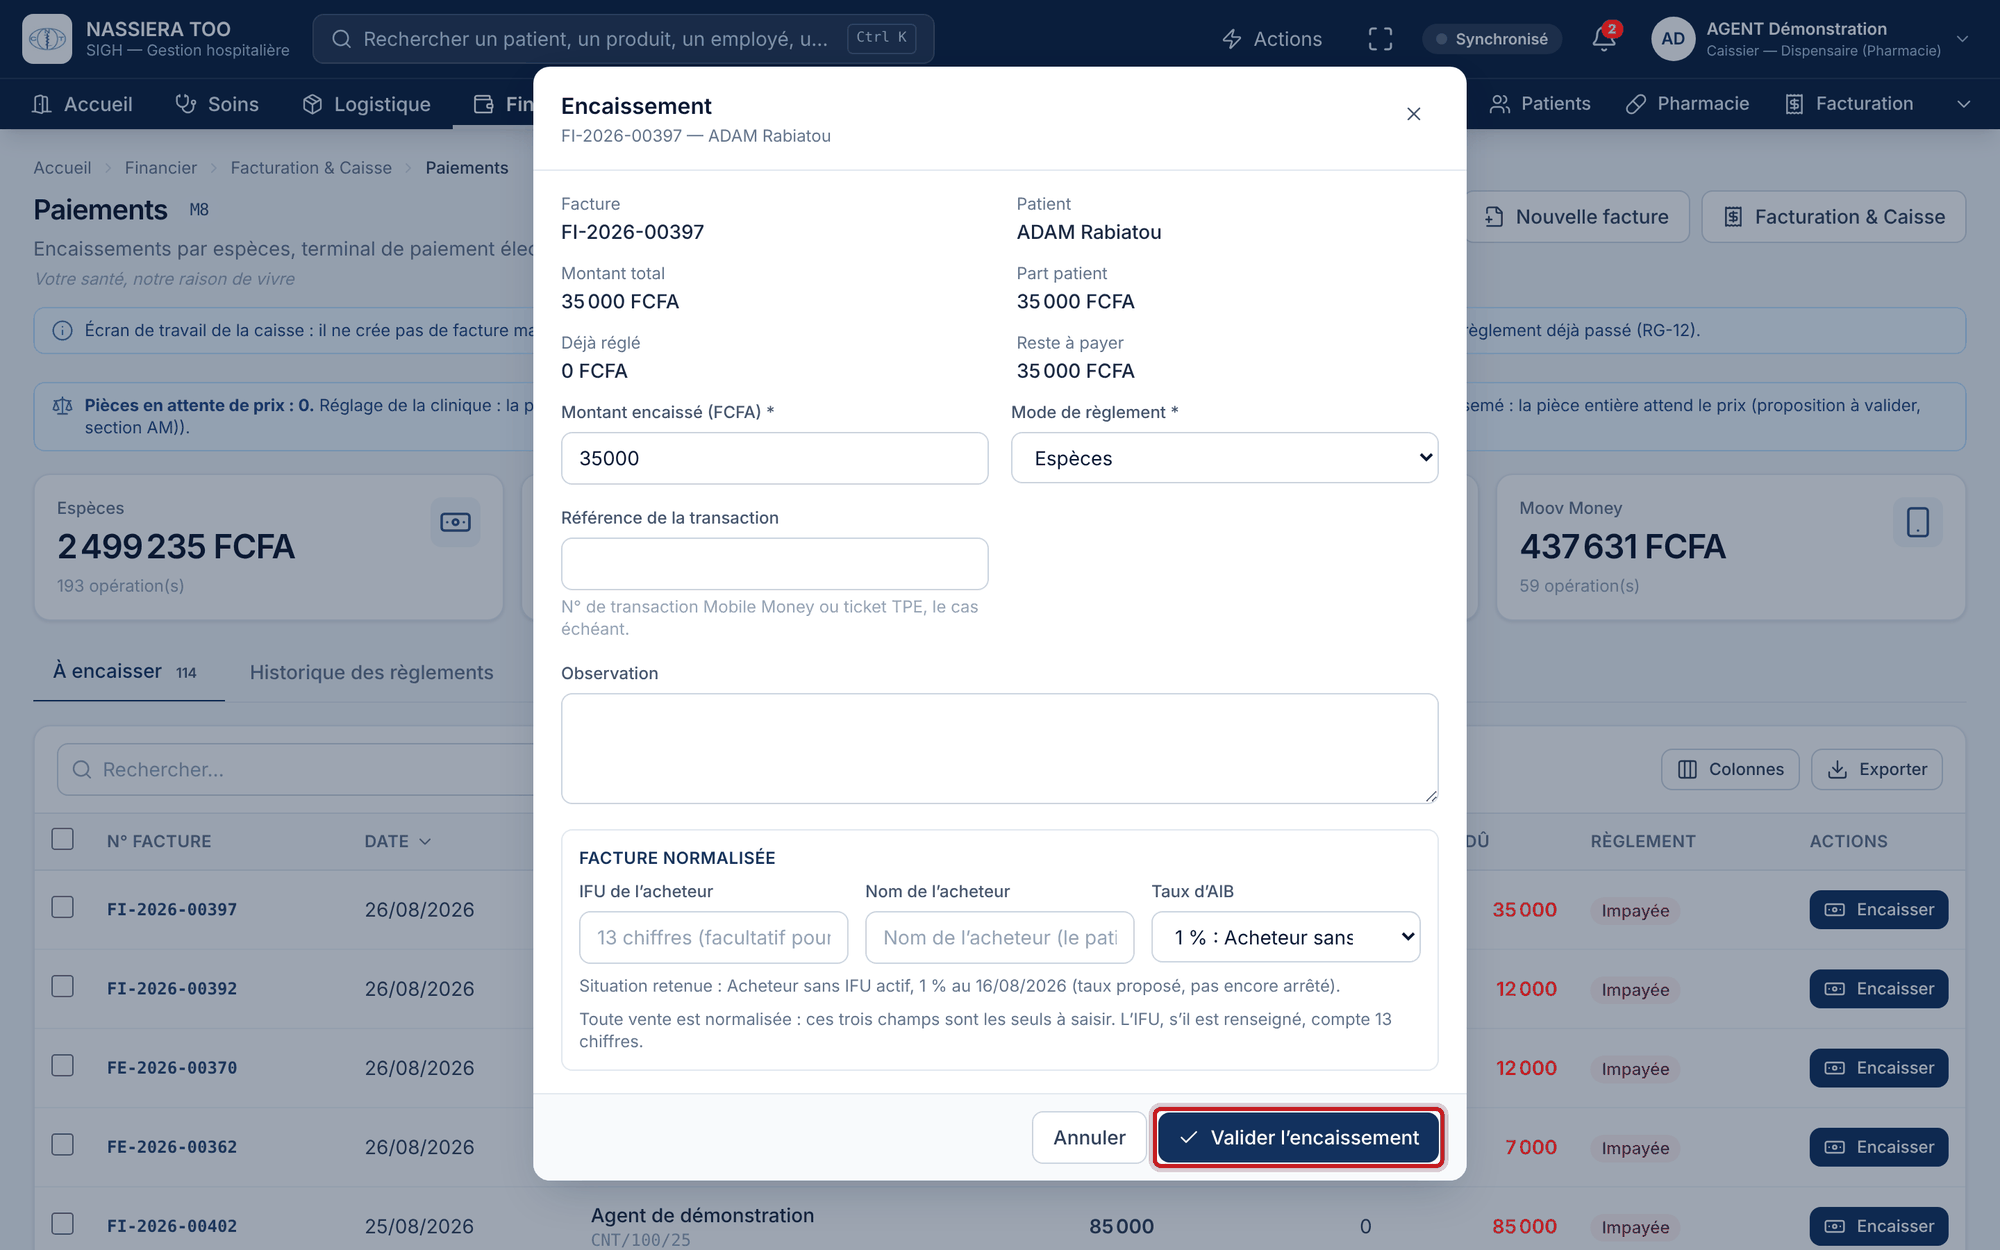 NASSIERA TOO
SIGH — Gestion hospitalière
Rechercher un patient, un produit, un employé, u...
Ctrl K
Actions
Synchronisé
2
AD
AGENT Démonstration
Caissier — Dispensaire (Pharmacie)
Accueil
Soins
Logistique
Fin
Patients
Pharmacie
Facturation
Accueil
Financier
Facturation & Caisse
Paiements
Paiements
M8
Encaissements par espèces, terminal de paiement élec
Votre santé, notre raison de vivre
Nouvelle facture
Facturation & Caisse
Écran de travail de la caisse : il ne crée pas de facture ma
règlement déjà passé (RG-12).
Pièces en attente de prix : 0. Réglage de la clinique : la p
semé : la pièce entière attend le prix (proposition à valider,
section AM)).
Espèces
2 499 235 FCFA
193 opération(s)
Moov Money
437 631 FCFA
59 opération(s)
À encaisser 114
Historique des règlements
Rechercher...
Colonnes
Exporter
N° FACTURE
DATE
DÛ
RÈGLEMENT
ACTIONS
FI-2026-00397
26/08/2026
35 000
Impayée
Encaisser
FI-2026-00392
26/08/2026
12 000
Impayée
Encaisser
FE-2026-00370
26/08/2026
12 000
Impayée
Encaisser
FE-2026-00362
26/08/2026
7 000
Impayée
Encaisser
FI-2026-00402
25/08/2026
Agent de démonstration
CNT/100/25
85 000
0
85 000
Impayée
Encaisser
Encaissement
FI-2026-00397 — ADAM Rabiatou
Facture
FI-2026-00397
Patient
ADAM Rabiatou
Montant total
35 000 FCFA
Part patient
35 000 FCFA
Déjà réglé
0 FCFA
Reste à payer
35 000 FCFA
Montant encaissé (FCFA) *
35000
Mode de règlement *
Espèces
Référence de la transaction
N° de transaction Mobile Money ou ticket TPE, le cas
échéant.
Observation
FACTURE NORMALISÉE
IFU de l'acheteur
Nom de l'acheteur
Taux d'AIB
13 chiffres (facultatif pour
Nom de l'acheteur (le pati
1 % : Acheteur sans
Situation retenue : Acheteur sans IFU actif, 1 % au 16/08/2026 (taux proposé, pas encore arrêté).
Toute vente est normalisée : ces trois champs sont les seuls à saisir. L'IFU, s'il est renseigné, compte 13
chiffres.
Annuler
Valider l'encaissement